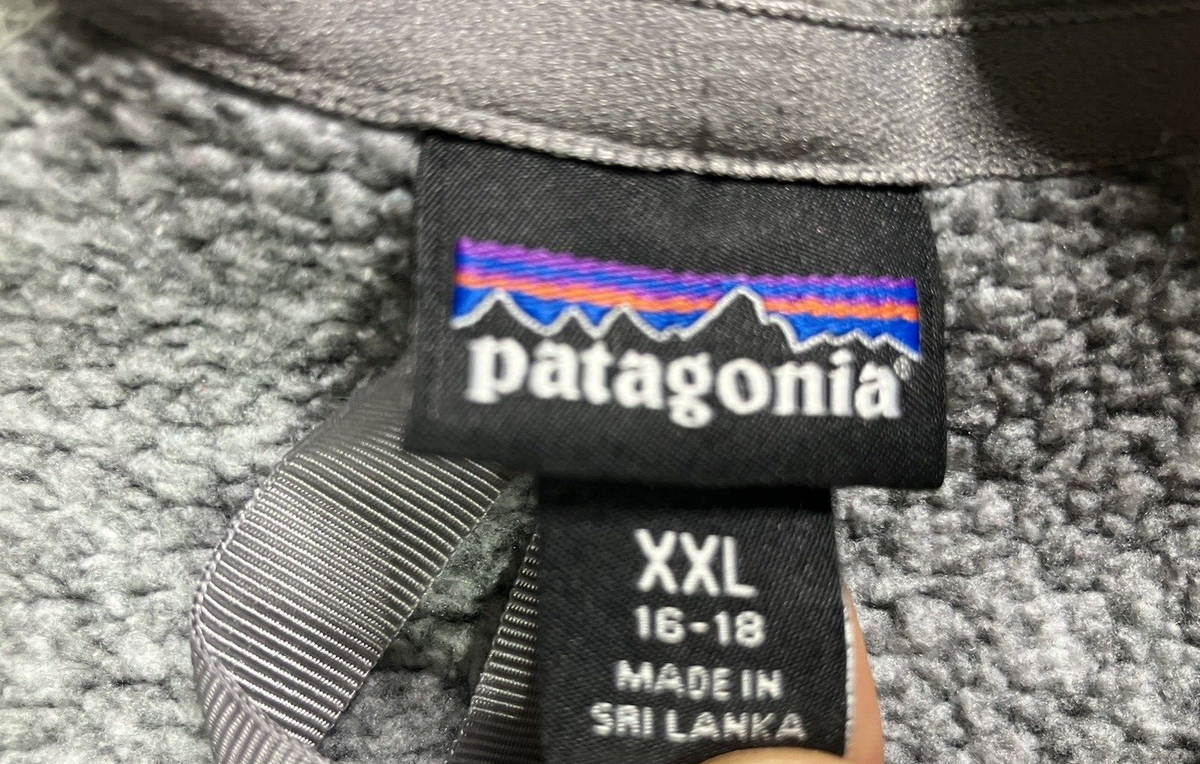 patagonia®
XXL
16-18
MADE IN
SRI LANKA